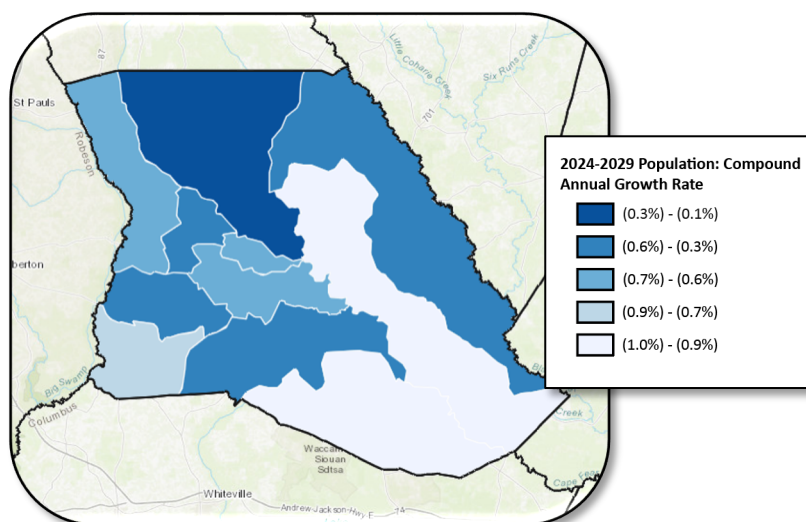 87
St Pauls
Robeson
Little Coharie Creek
Six Runs Creek
701
2024-2029 Population: Compound
Annual Growth Rate
(0.3%) - (0.1%)
(0.6%) - (0.3%)
(0.7%) - (0.6%)
(0.9%) - (0.7%)
(1.0%) - (0.9%)
berton
Big Swamp
Columbus
Creek
Waccam
Siouan
Sdtsa
Cape Fear
Whiteville
Andrew Jackson Hwy E
74